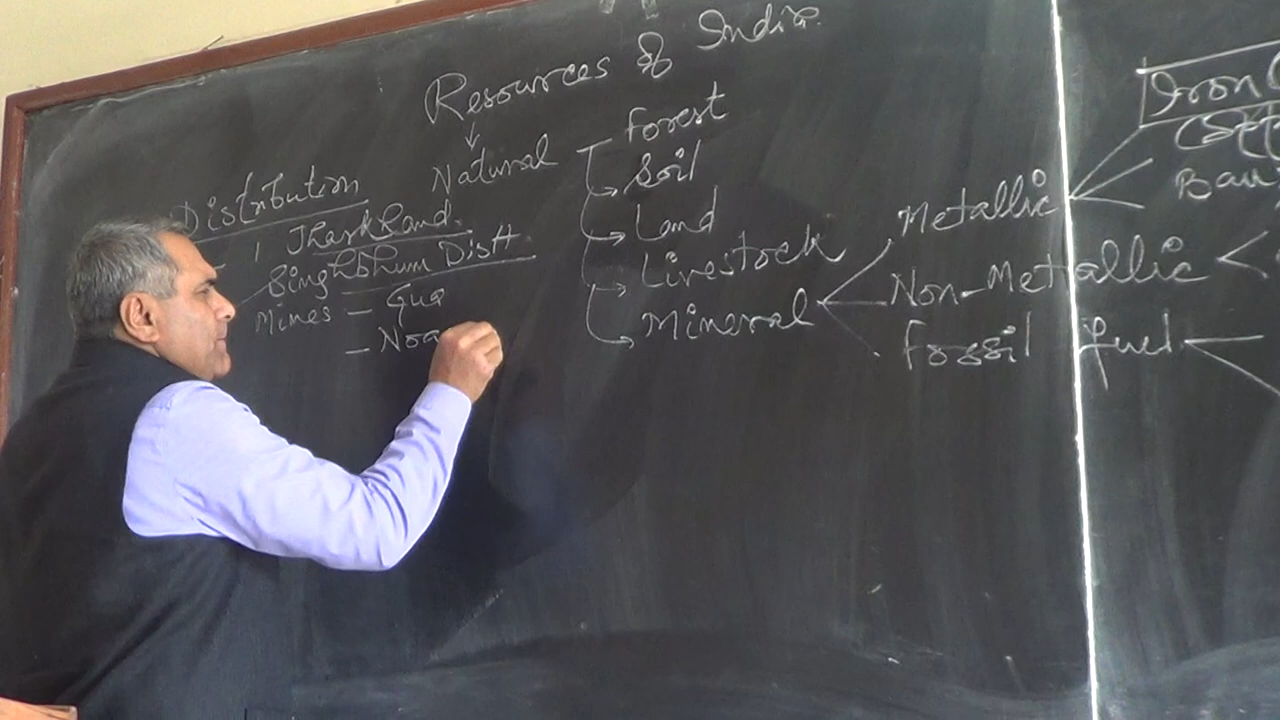 Resources of India.
Natural
Forest
Soil
Land
Livestock
Mineral
Metallic
Non-Metallic
Fossil fuel
Iron
Distribution
1 Jharkhand.
Singhbhum Distt.
Mines - Gua
- Noa